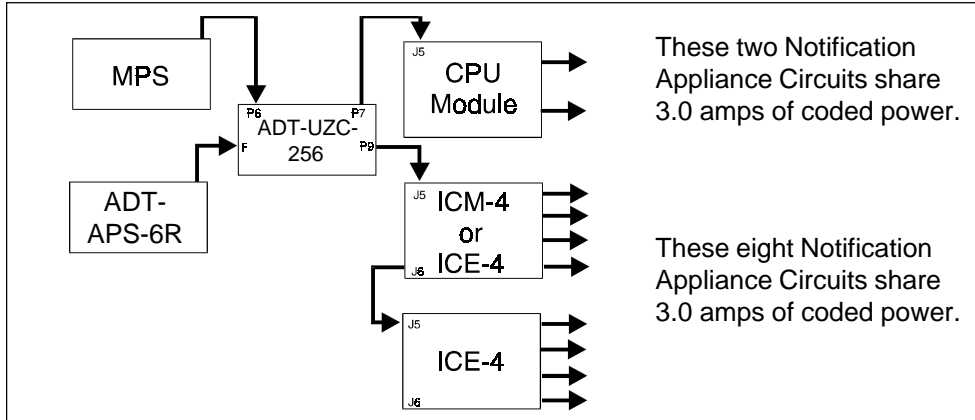 MPS
P6
P7
ADT-UZC-
256
F
P9
ADT-
APS-6R
J5
CPU
Module
These two Notification
Appliance Circuits share
3.0 amps of coded power.
J5
ICM-4
or
ICE-4
J6
These eight Notification
Appliance Circuits share
3.0 amps of coded power.
J5
ICE-4
J6